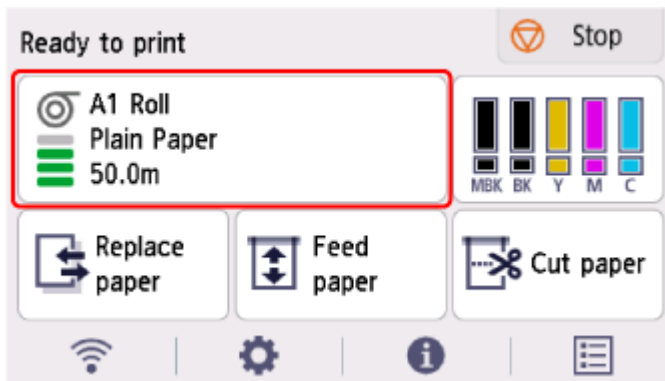 Ready to print
Stop
A1 Roll
Plain Paper
50.0m
MBK BK Y M C
Replace
paper
Feed
paper
Cut paper